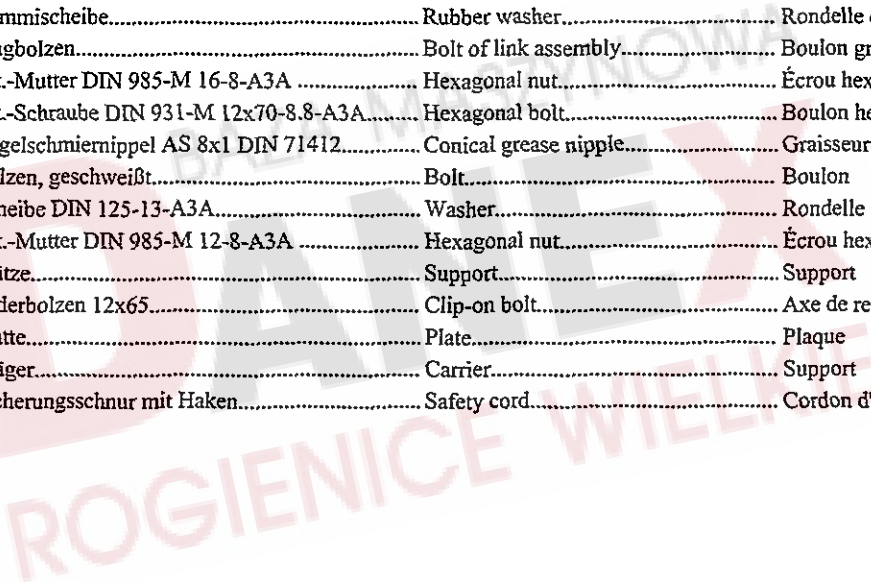 mmischeibe Rubber washer Rondelle
gbolzen Bolt of link assembly Boulon gr
.-Mutter DIN 985-M 16-8-A3A Hexagonal nut Écrou hex
.-Schraube DIN 931-M 12x70-8.8-A3A Hexagonal bolt Boulon he
gelschmiernippel AS 8x1 DIN 71412 Conical grease nipple Graisseur
lzen, geschweißt Bolt Boulon
heibe DIN 125-13-A3A Washer Rondelle
.-Mutter DIN 985-M 12-8-A3A Hexagonal nut Écrou hex
itze Support Support
derbolzen 12x65 Clip-on bolt Axe de re
tte Plate Plaque
iger Carrier Support
herungsschnur mit Haken Safety cord Cordon d'
BAZA MASZYNOWA
DANEX
ROGIENICE WIELKIE